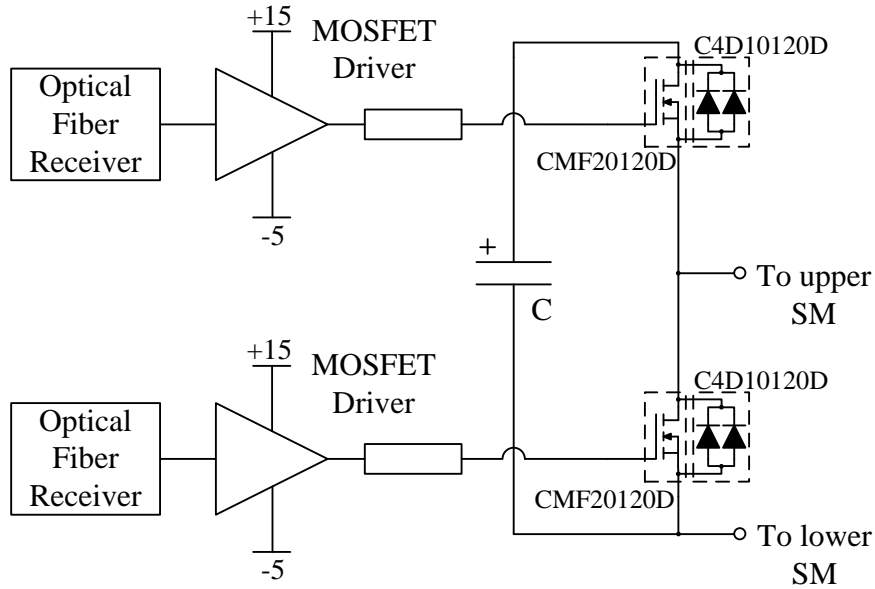 +15
MOSFET
Driver
C4D10120D
Optical
Fiber
Receiver
CMF20120D
-5
+
C
To upper
SM
+15
MOSFET
Driver
C4D10120D
Optical
Fiber
Receiver
CMF20120D
-5
To lower
SM